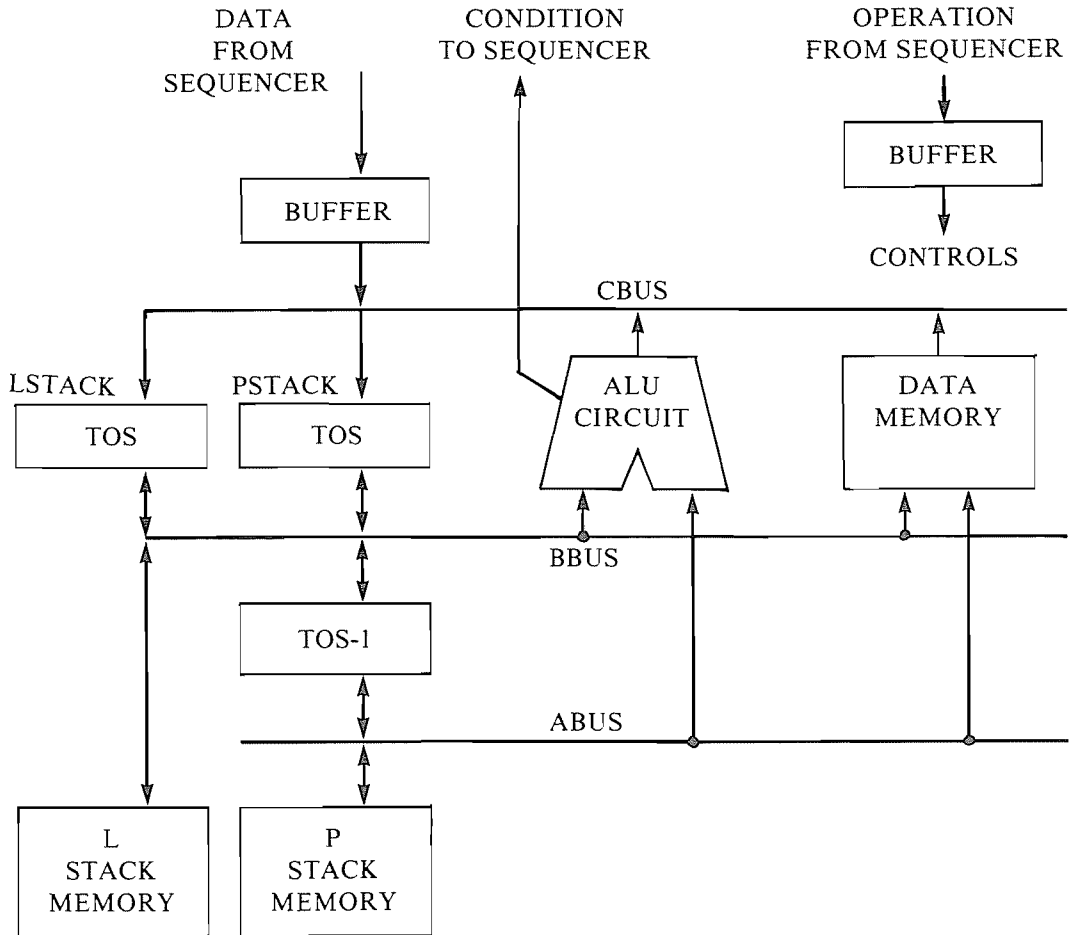 DATA
FROM
SEQUENCER
CONDITION
TO SEQUENCER
OPERATION
FROM SEQUENCER
BUFFER
BUFFER
CONTROLS
CBUS
LSTACK
TOS
PSTACK
TOS
ALU
CIRCUIT
DATA
MEMORY
BBUS
TOS-1
ABUS
L
STACK
MEMORY
P
STACK
MEMORY